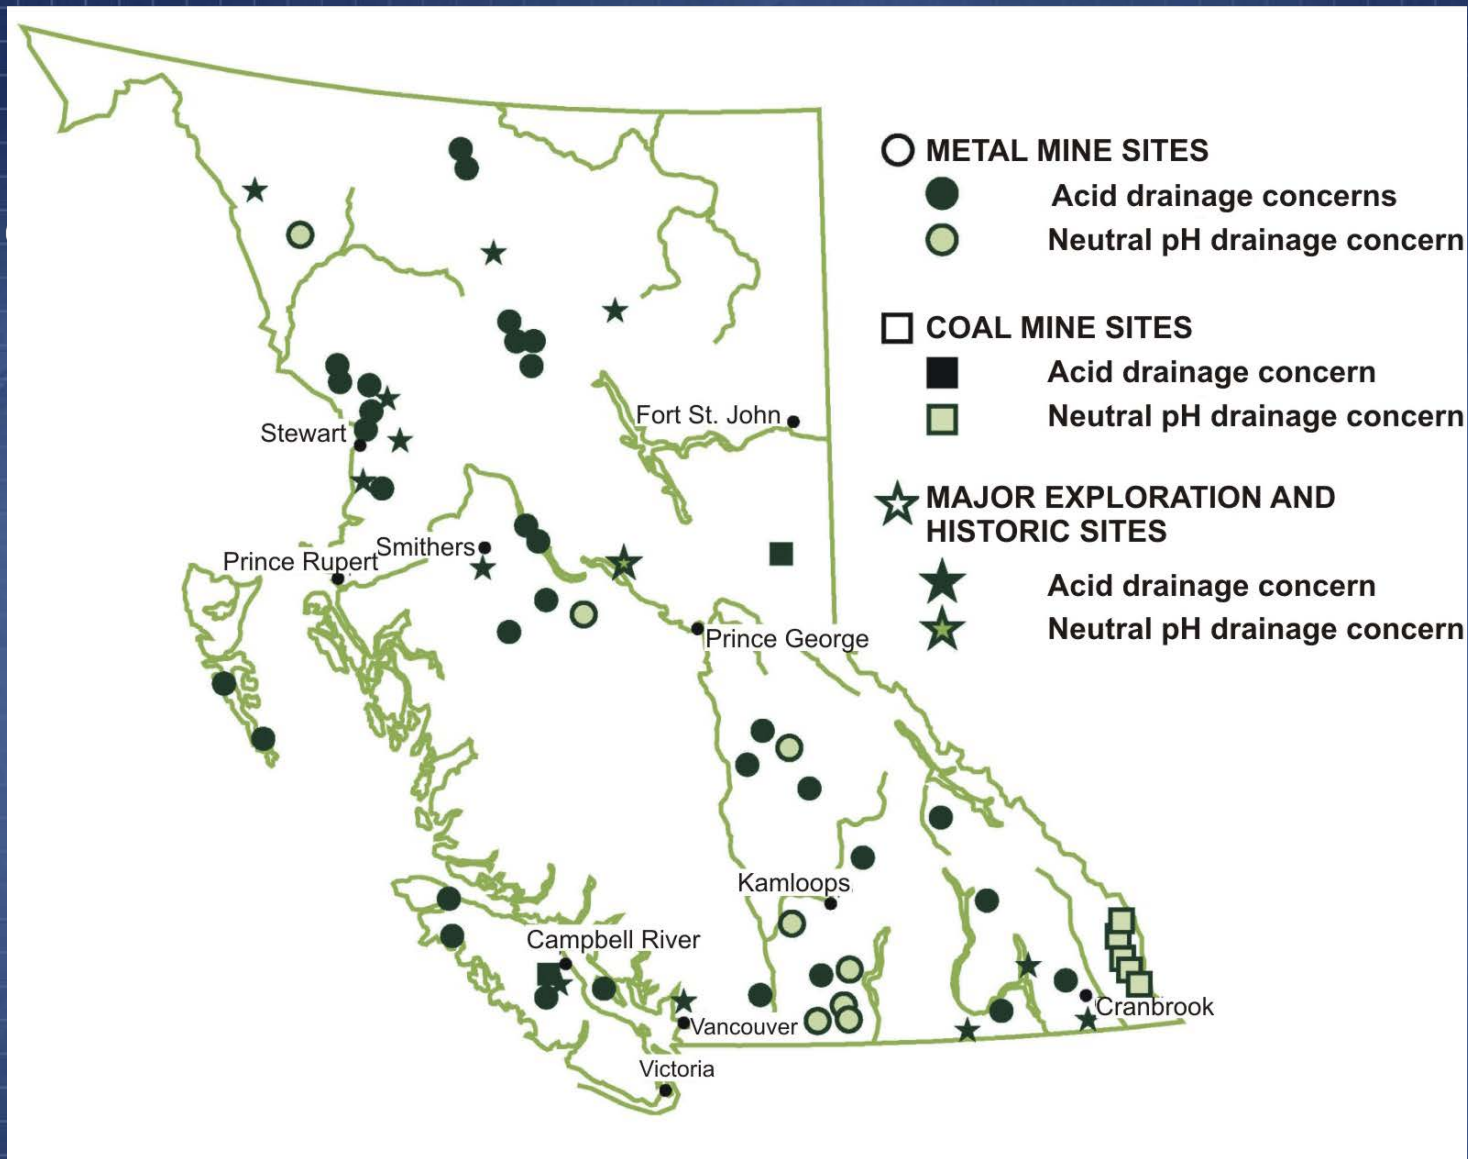 METAL MINE SITES
Acid drainage concerns
Neutral pH drainage concern
COAL MINE SITES
Acid drainage concern
Neutral pH drainage concern
MAJOR EXPLORATION AND
HISTORIC SITES
Acid drainage concern
Neutral pH drainage concern
Fort St. John
Stewart
Smithers
Prince Rupert
Prince George
Kamloops
Campbell River
Cranbrook
Vancouver
Victoria